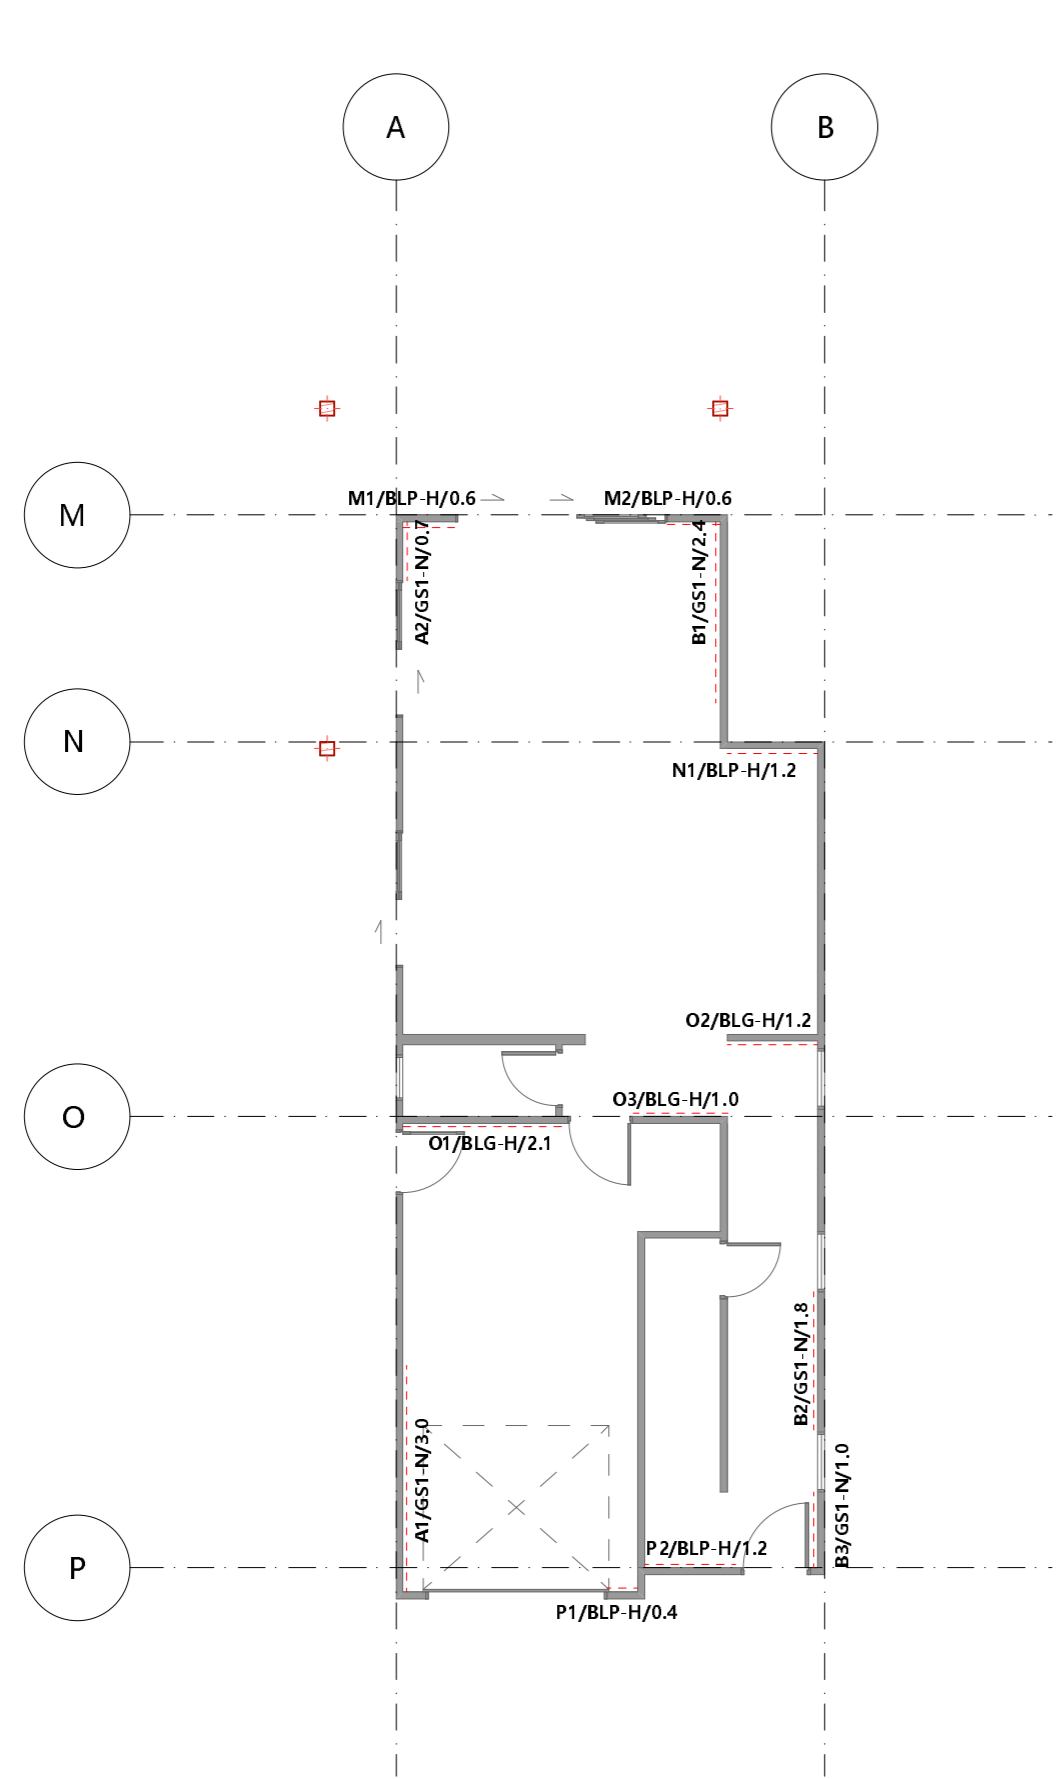 A
B
M1/BLP-H/0.6
M2/BLP-H/0.6
M
A2/GS1-N/0.7
B1/GS1-N/2.4
N
N1/BLP-H/1.2
O2/BLG-H/1.2
O3/BLG-H/1.0
O
O1/BLG-H/2.1
B2/GS1-N/1.8
A1/GS1-N/3.0
B3/GS1-N/1.0
P2/BLP-H/1.2
P
P1/BLP-H/0.4